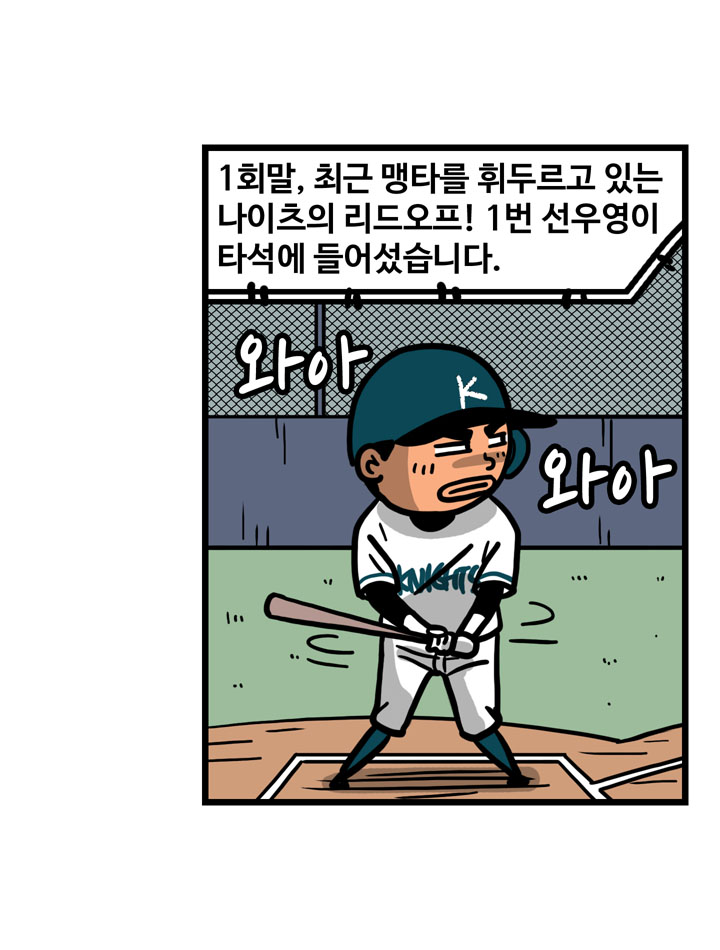 1회말, 최근 맹타를 휘두르고 있는
나이츠의 리드오프! 1번 선우영이
타석에 들어섰습니다.
와아
K
와아
KNIGHTS